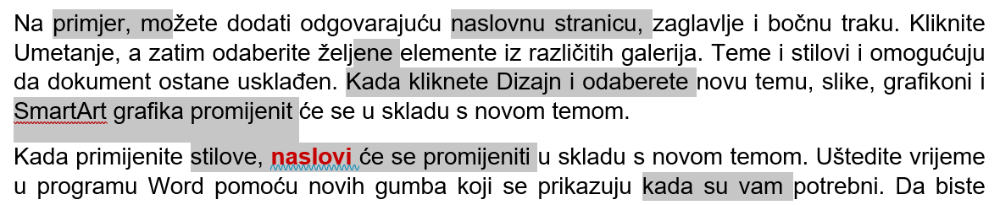 Na primjer, možete dodati odgovarajuću naslovnu stranicu, zaglavlje i bočnu traku. Kliknite
Umetanje, a zatim odaberite željene elemente iz različitih galerija. Teme i stilovi i omogućuju
da dokument ostane usklađen. Kada kliknete Dizajn i odaberete novu temu, slike, grafikoni i
SmartArt grafika promijenit će se u skladu s novom temom.
Kada primijenite stilove, naslovi će se promijeniti u skladu s novom temom. Uštedite vrijeme
u programu Word pomoću novih gumba koji se prikazuju kada su vam potrebni. Da biste